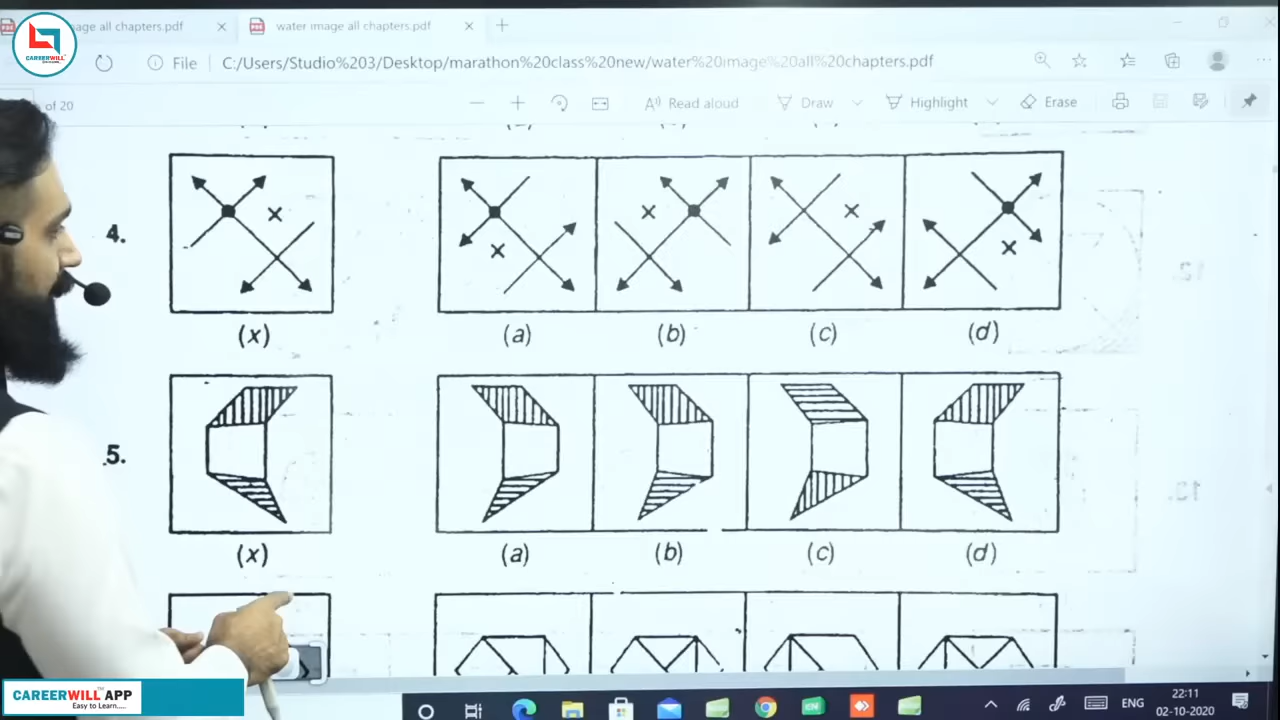 age all chapters.pdf
water image all chapters.pdf
CAREERWILL
File
C:/Users/Studio%203/Desktop/marathon%20class%20new/water%20image%20all%20chapters.pdf
of 20
Read aloud
Draw
Highlight
Erase
4.
(x)
(a)
(b)
(c)
(d)
5.
(x)
(a)
(b)
(c)
(d)
CAREERWILL APP
Easy to Learn.....
EN
ENG
22:11
02-10-2020